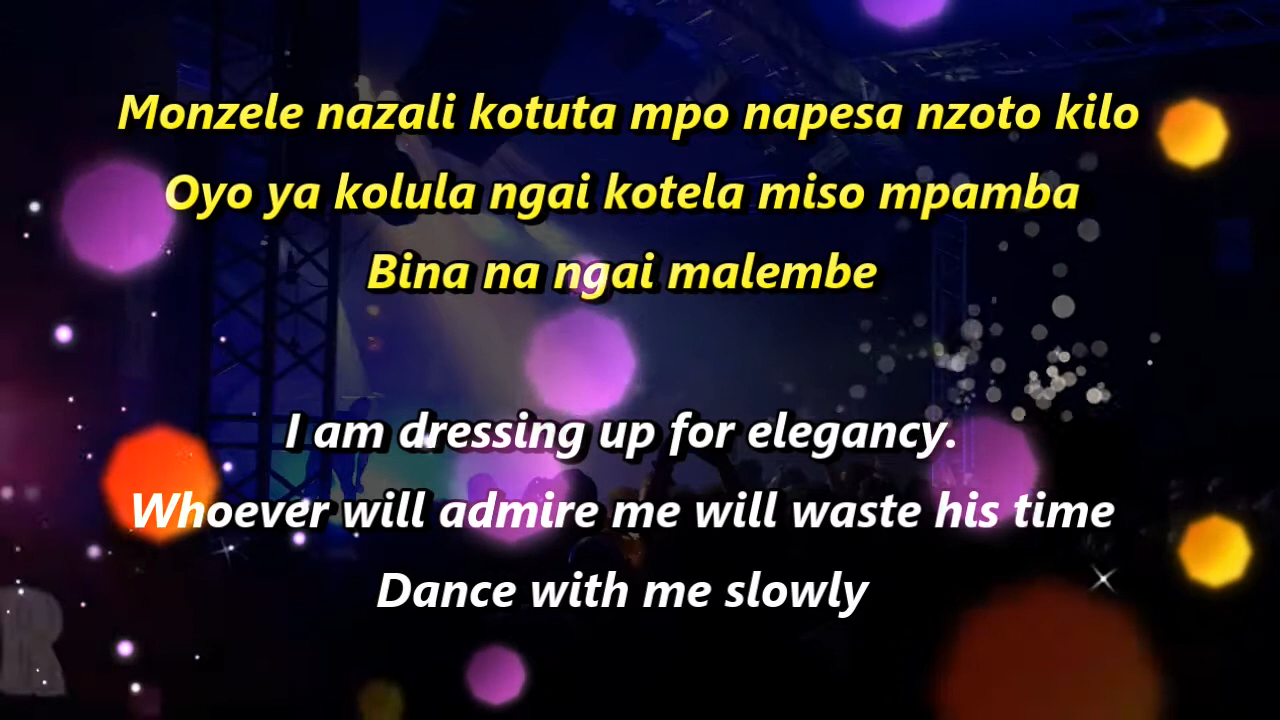 Monzele nazali kotuta mpo napesa nzoto kilo
Oyo ya kolula ngai kotela miso mpamba
Bina na ngai malembe
I am dressing up for elegancy.
Whoever will admire me will waste his time
Dance with me slowly
R